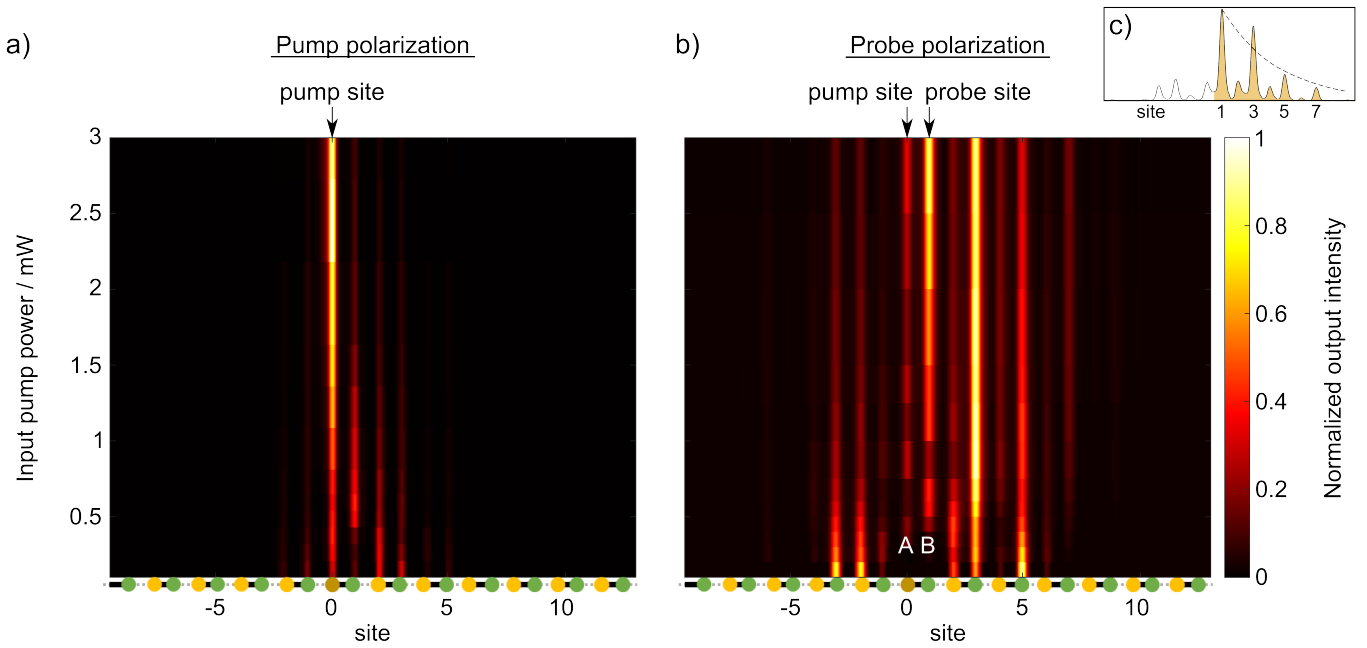 a)
Pump polarization
pump site
b)
Probe polarization
pump site probe site
c)
site 1 3 5 7
Input pump power / mW
3
2.5
2
1.5
1
0.5
A B
-5 0 5 10
site
-5 0 5 10
site
1
0.8
0.6
0.4
0.2
0
Normalized output intensity